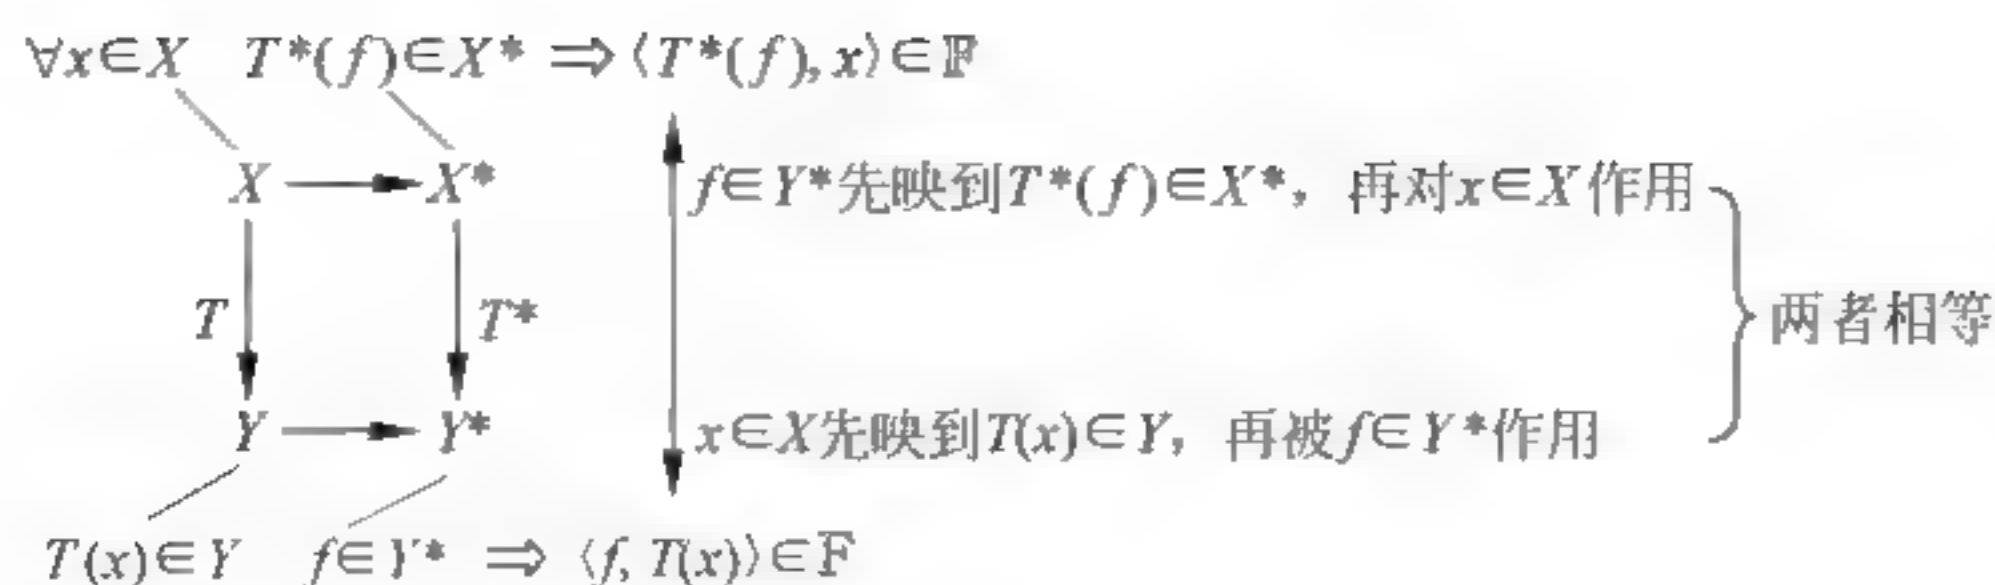 ∀x∈X T*(f)∈X* ⇒ ⟨T*(f), x⟩∈𝔽
X X* f∈Y*先映到T*(f)∈X*, 再对x∈X作用
T T* 两者相等
Y Y* x∈X先映到T(x)∈Y, 再被f∈Y*作用
T(x)∈Y f∈Y* ⇒ ⟨f, T(x)⟩∈𝔽